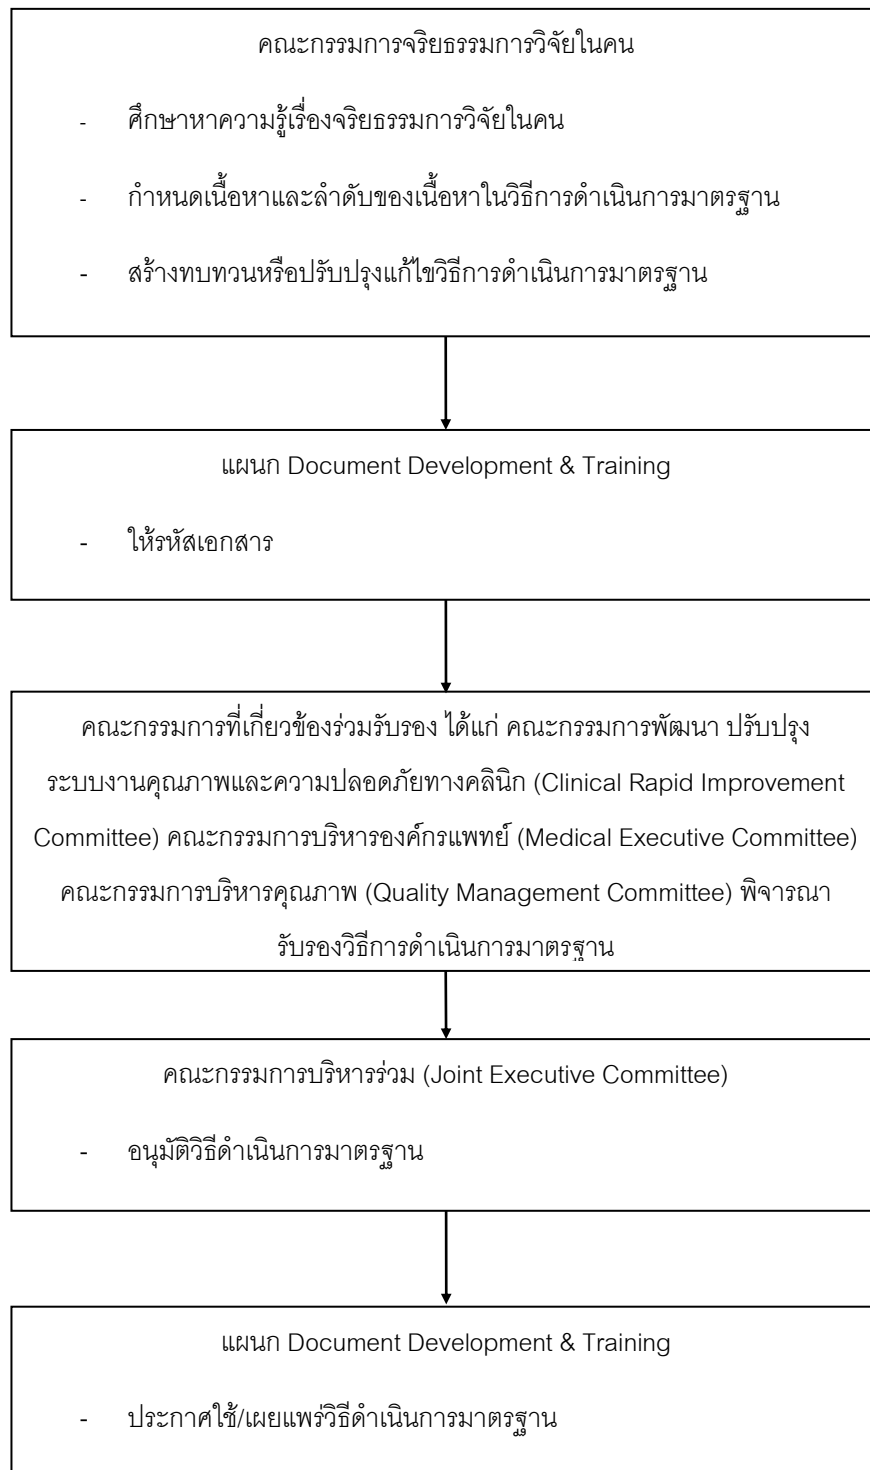 คณะกรรมการจริยธรรมการวิจัยในคน
- ศึกษาหาความรู้เรื่องจริยธรรมการวิจัยในคน
- กำหนดเนื้อหาและลำดับของเนื้อหาในวิธีการดำเนินการมาตรฐาน
- สร้างทบทวนหรือปรับปรุงแก้ไขวิธีการดำเนินการมาตรฐาน
แผนก Document Development & Training
- ให้รหัสเอกสาร
คณะกรรมการที่เกี่ยวข้องร่วมรับรอง ได้แก่ คณะกรรมการพัฒนา ปรับปรุง
ระบบงานคุณภาพและความปลอดภัยทางคลินิก (Clinical Rapid Improvement
Committee) คณะกรรมการบริหารองค์กรแพทย์ (Medical Executive Committee)
คณะกรรมการบริหารคุณภาพ (Quality Management Committee) พิจารณา
รับรองวิธีการดำเนินการมาตรฐาน
คณะกรรมการบริหารร่วม (Joint Executive Committee)
- อนุมัติวิธีดำเนินการมาตรฐาน
แผนก Document Development & Training
- ประกาศใช้/เผยแพร่วิธีดำเนินการมาตรฐาน